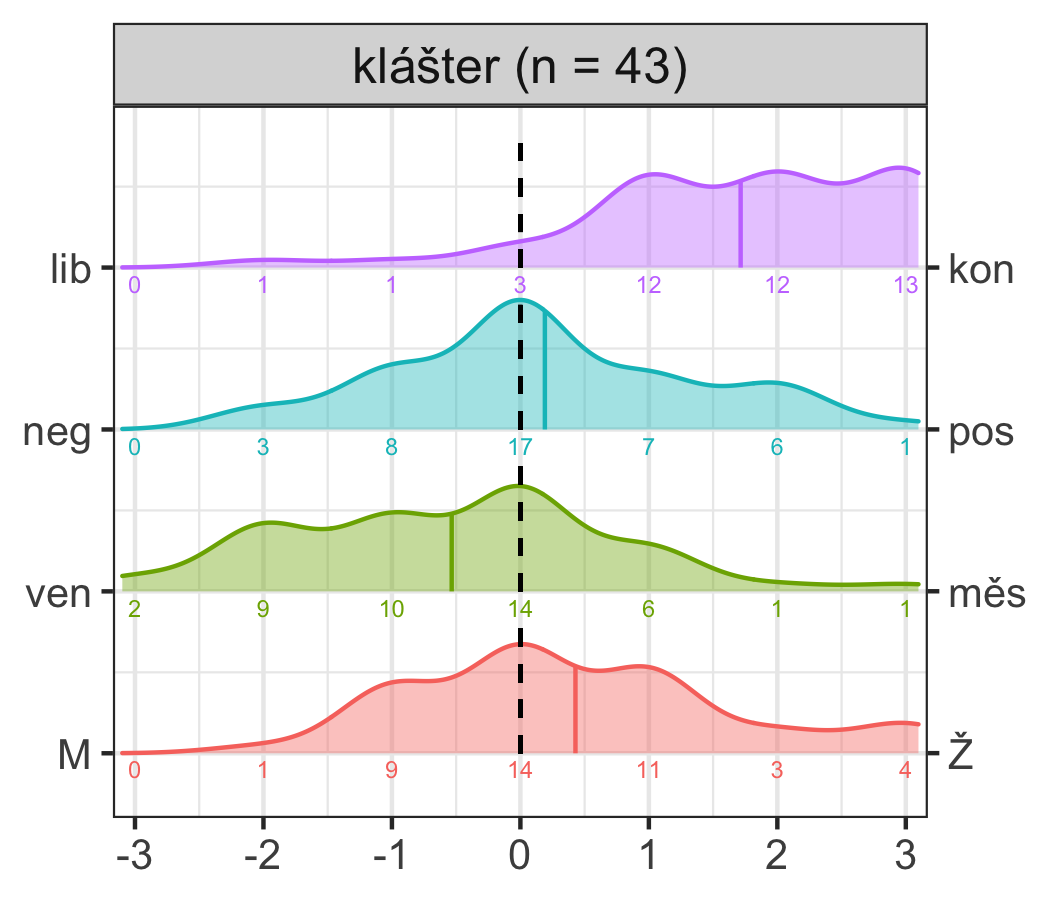 klášter (n = 43)
lib kon
0 1 1 3 12 12 13
neg pos
0 3 8 17 7 6 1
ven měs
2 9 10 14 6 1 1
M Ž
0 1 9 14 11 3 4
-3 -2 -1 0 1 2 3